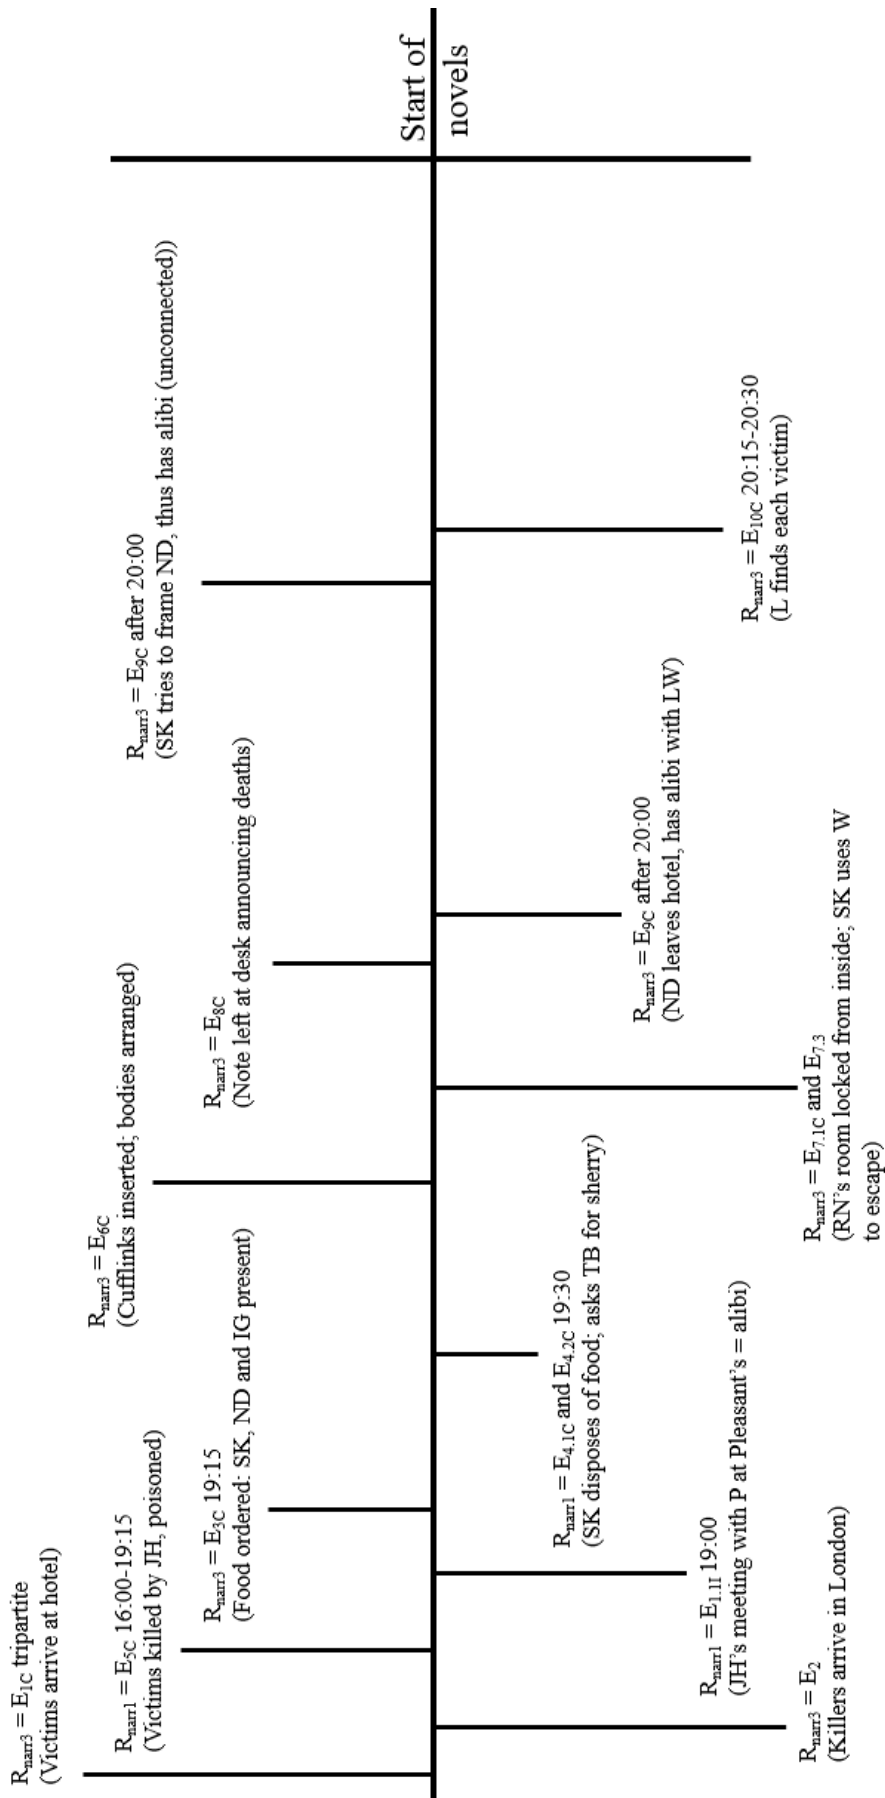 R_narr3 = E_1C tripartite
(Victims arrive at hotel)
R_narr1 = E_5C 16:00-19:15
(Victims killed by JH, poisoned)
R_narr3 = E_3C 19:15
(Food ordered: SK, ND and IG present)
R_narr3 = E_6C
(Cufflinks inserted; bodies arranged)
R_narr3 = E_8C
(Note left at desk announcing deaths)
R_narr3 = E_9C after 20:00
(SK tries to frame ND, thus has alibi (unconnected))
Start of
novels
R_narr3 = E_2
(Killers arrive in London)
R_narr1 = E_1.1I 19:00
(JH's meeting with P at Pleasant's = alibi)
R_narr1 = E_4.1C and E_4.2C 19:30
(SK disposes of food; asks TB for sherry)
R_narr3 = E_7.1C and E_7.3
(RN's room locked from inside; SK uses W
to escape)
R_narr3 = E_9C after 20:00
(ND leaves hotel, has alibi with LW)
R_narr3 = E_10C 20:15-20:30
(L finds each victim)